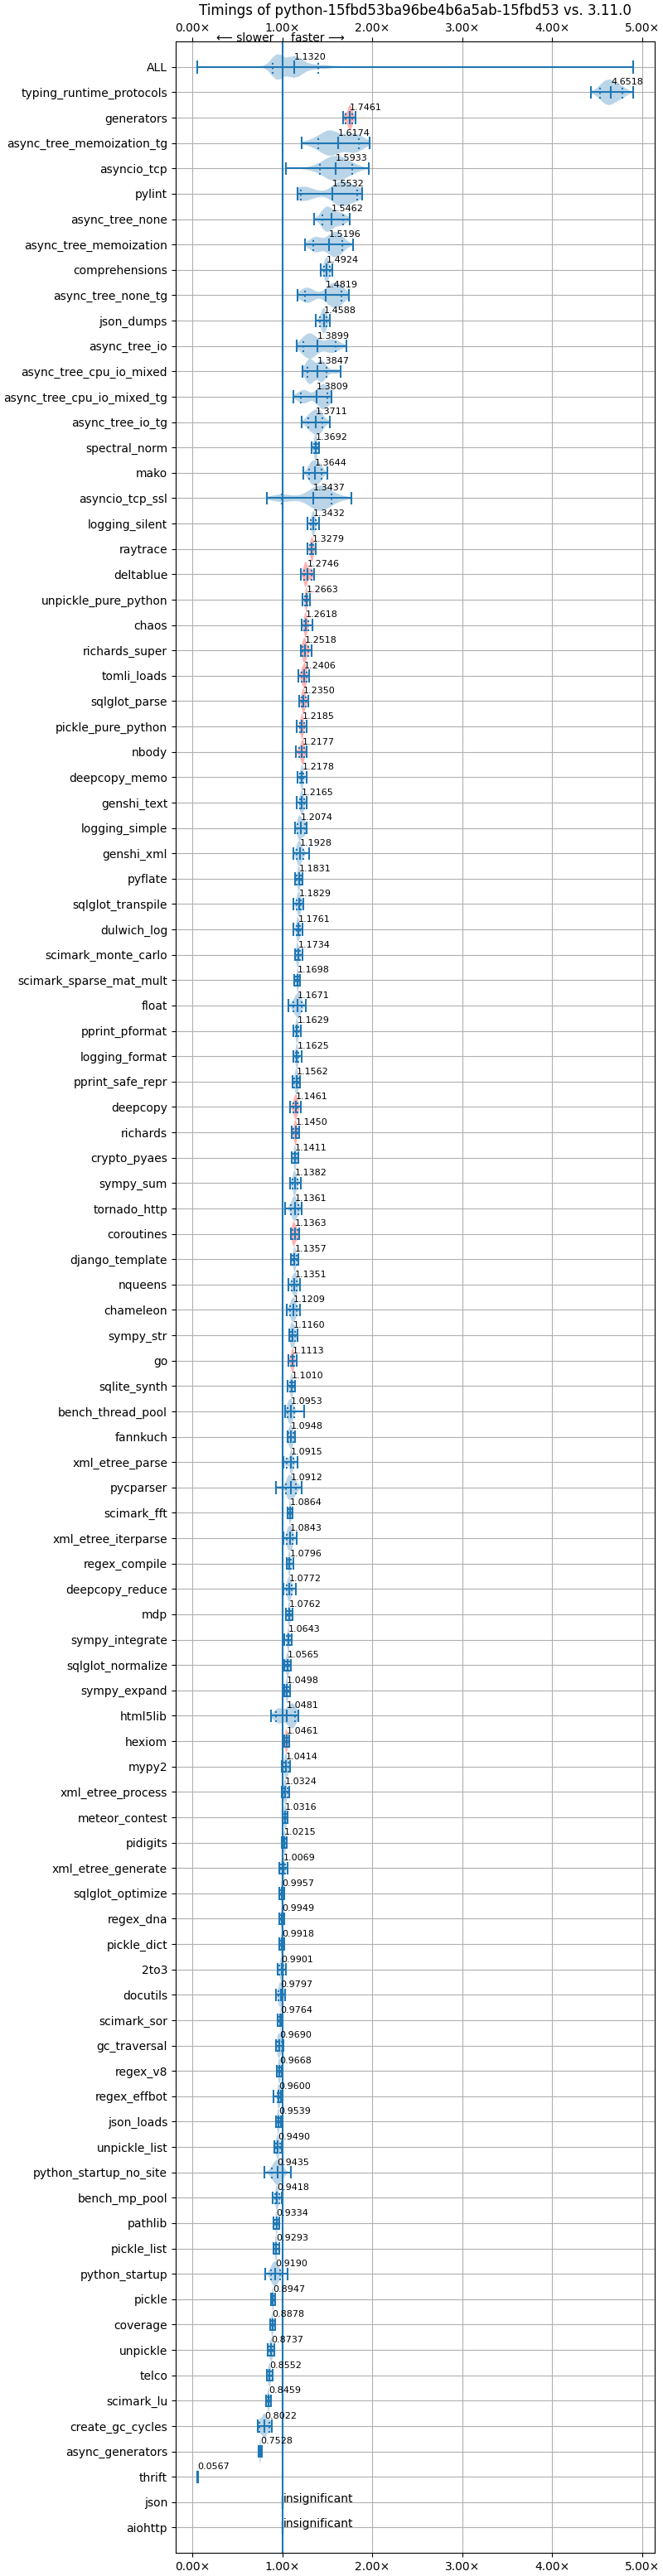 Timings of python-15fbd53ba96be4b6a5ab-15fbd53 vs. 3.11.0
0.00× 1.00× 2.00× 3.00× 4.00× 5.00×
⟵ slower faster ⟶
ALL 1.1320
typing_runtime_protocols 4.6518
generators 1.7461
async_tree_memoization_tg 1.6174
asyncio_tcp 1.5933
pylint 1.5532
async_tree_none 1.5462
async_tree_memoization 1.5196
comprehensions 1.4924
async_tree_none_tg 1.4819
json_dumps 1.4588
async_tree_io 1.3899
async_tree_cpu_io_mixed 1.3847
async_tree_cpu_io_mixed_tg 1.3809
async_tree_io_tg 1.3711
spectral_norm 1.3692
mako 1.3644
asyncio_tcp_ssl 1.3437
logging_silent 1.3432
raytrace 1.3279
deltablue 1.2746
unpickle_pure_python 1.2663
chaos 1.2618
richards_super 1.2518
tomli_loads 1.2406
sqlglot_parse 1.2350
pickle_pure_python 1.2185
nbody 1.2177
deepcopy_memo 1.2178
genshi_text 1.2165
logging_simple 1.2074
genshi_xml 1.1928
pyflate 1.1831
sqlglot_transpile 1.1829
dulwich_log 1.1761
scimark_monte_carlo 1.1734
scimark_sparse_mat_mult 1.1698
float 1.1671
pprint_pformat 1.1629
logging_format 1.1625
pprint_safe_repr 1.1562
deepcopy 1.1461
richards 1.1450
crypto_pyaes 1.1411
sympy_sum 1.1382
tornado_http 1.1361
coroutines 1.1363
django_template 1.1357
nqueens 1.1351
chameleon 1.1209
sympy_str 1.1160
go 1.1113
sqlite_synth 1.1010
bench_thread_pool 1.0953
fannkuch 1.0948
xml_etree_parse 1.0915
pycparser 1.0912
scimark_fft 1.0864
xml_etree_iterparse 1.0843
regex_compile 1.0796
deepcopy_reduce 1.0772
mdp 1.0762
sympy_integrate 1.0643
sqlglot_normalize 1.0565
sympy_expand 1.0498
html5lib 1.0481
hexiom 1.0461
mypy2 1.0414
xml_etree_process 1.0324
meteor_contest 1.0316
pidigits 1.0215
xml_etree_generate 1.0069
sqlglot_optimize 0.9957
regex_dna 0.9949
pickle_dict 0.9918
2to3 0.9901
docutils 0.9797
scimark_sor 0.9764
gc_traversal 0.9690
regex_v8 0.9668
regex_effbot 0.9600
json_loads 0.9539
unpickle_list 0.9490
python_startup_no_site 0.9435
bench_mp_pool 0.9418
pathlib 0.9334
pickle_list 0.9293
python_startup 0.9190
pickle 0.8947
coverage 0.8878
unpickle 0.8737
telco 0.8552
scimark_lu 0.8459
create_gc_cycles 0.8022
async_generators 0.7528
thrift 0.0567
json insignificant
aiohttp insignificant
0.00× 1.00× 2.00× 3.00× 4.00× 5.00×